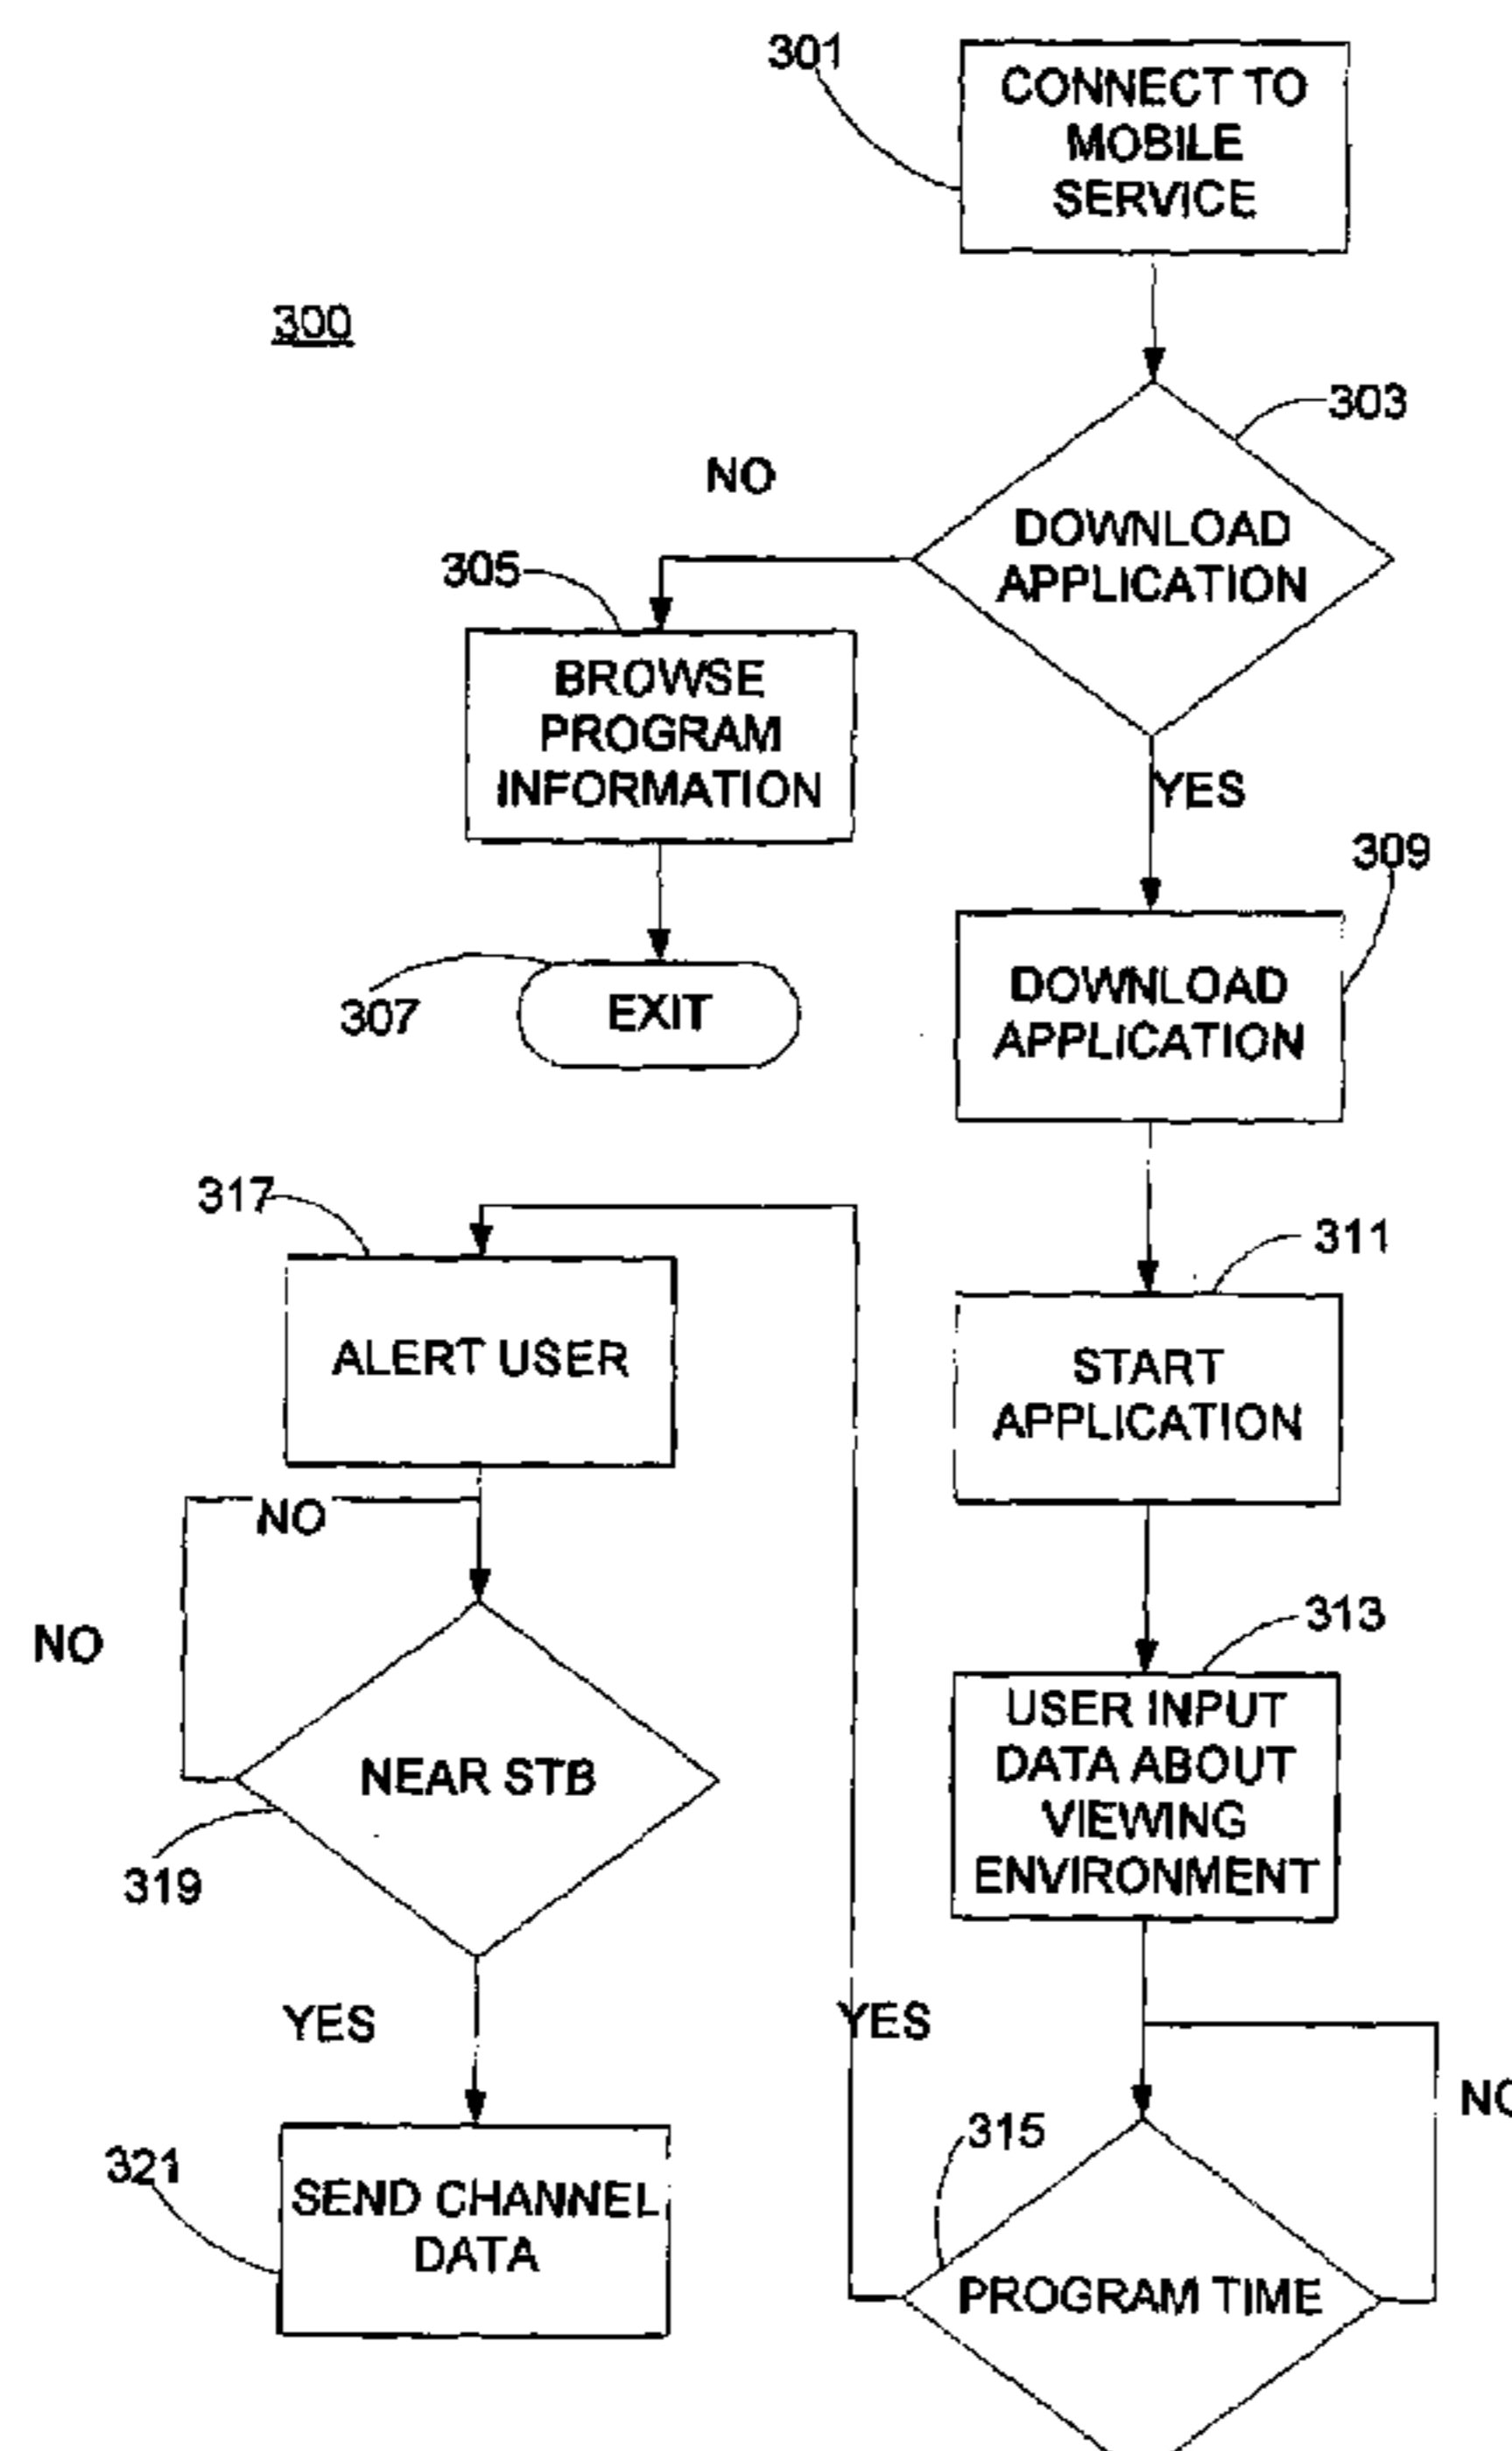 301
CONNECT TO
MOBILE
SERVICE
300
303
NO
DOWNLOAD
APPLICATION
305
BROWSE
PROGRAM
INFORMATION
YES
309
307
EXIT
DOWNLOAD
APPLICATION
317
311
ALERT USER
START
APPLICATION
NO
313
NO
USER INPUT
DATA ABOUT
VIEWING
ENVIRONMENT
NEAR STB
319
YES
YES
NO
315
321
SEND CHANNEL
DATA
PROGRAM TIME